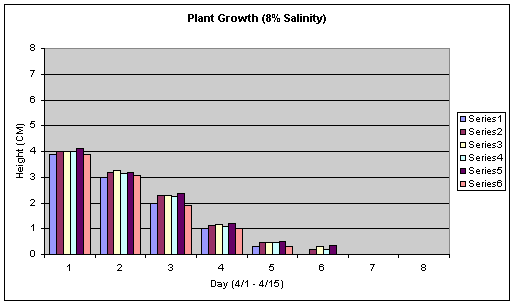 Plant Growth (8% Salinity)
8
7
6
5
4
3
2
1
0
Height (CM)
1 2 3 4 5 6 7 8
Day (4/1 - 4/15)
Series1
Series2
Series3
Series4
Series5
Series6